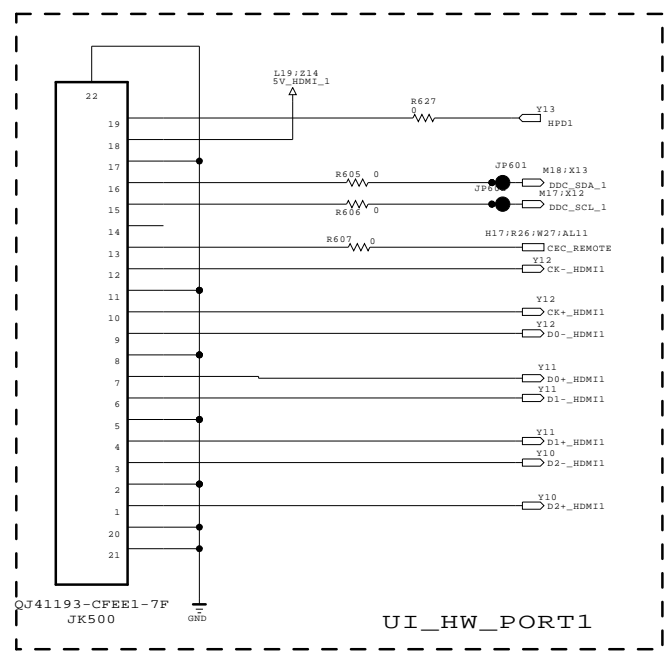 22
L19;Z14
5V_HDMI_1
R627
0
Y13
HPD1
19
18
17
JP601
M18;X13
R605 0
DDC_SDA_1
16
M17;X12
R606 0
DDC_SCL_1
15
14
H17;R26;W27;AL11
R607 0
CEC_REMOTE
13
Y12
CK-_HDMI1
12
11
Y12
CK+_HDMI1
10
Y12
D0-_HDMI1
9
8
Y11
D0+_HDMI1
7
Y11
D1-_HDMI1
6
5
Y11
D1+_HDMI1
4
Y10
D2-_HDMI1
3
2
Y10
D2+_HDMI1
1
20
21
QJ41193-CFEE1-7F
JK500
GND
UI_HW_PORT1